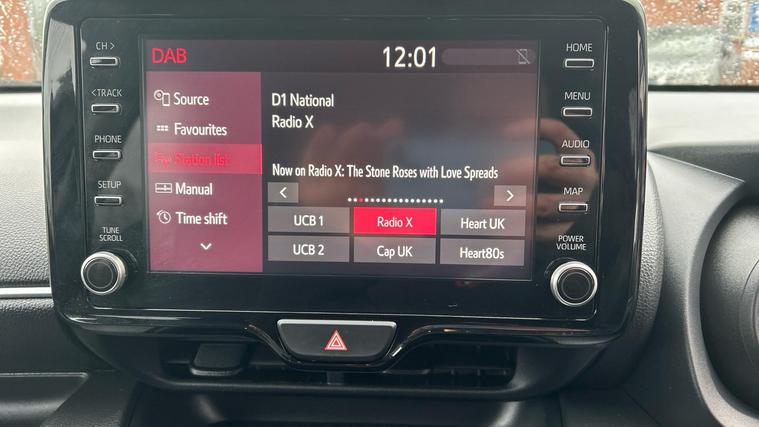 CH >
< TRACK
PHONE
SETUP
TUNE
SCROLL
DAB
12:01
Source
Favourites
Station list
Manual
Time shift
D1 National
Radio X
Now on Radio X: The Stone Roses with Love Spreads
UCB 1
Radio X
Heart UK
UCB 2
Cap UK
Heart80s
HOME
MENU
AUDIO
MAP
POWER
VOLUME